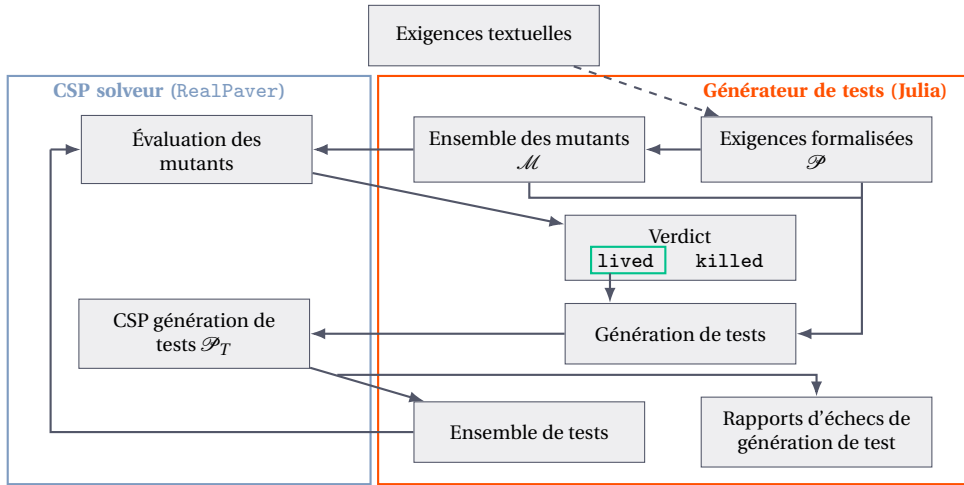 Exigences textuelles
CSP solveur (RealPaver)
Générateur de tests (Julia)
Évaluation des
mutants
Ensemble des mutants
ℳ
Exigences formalisées
𝒫
Verdict
lived killed
CSP génération de
tests 𝒫_T
Génération de tests
Ensemble de tests
Rapports d'échecs de
génération de test